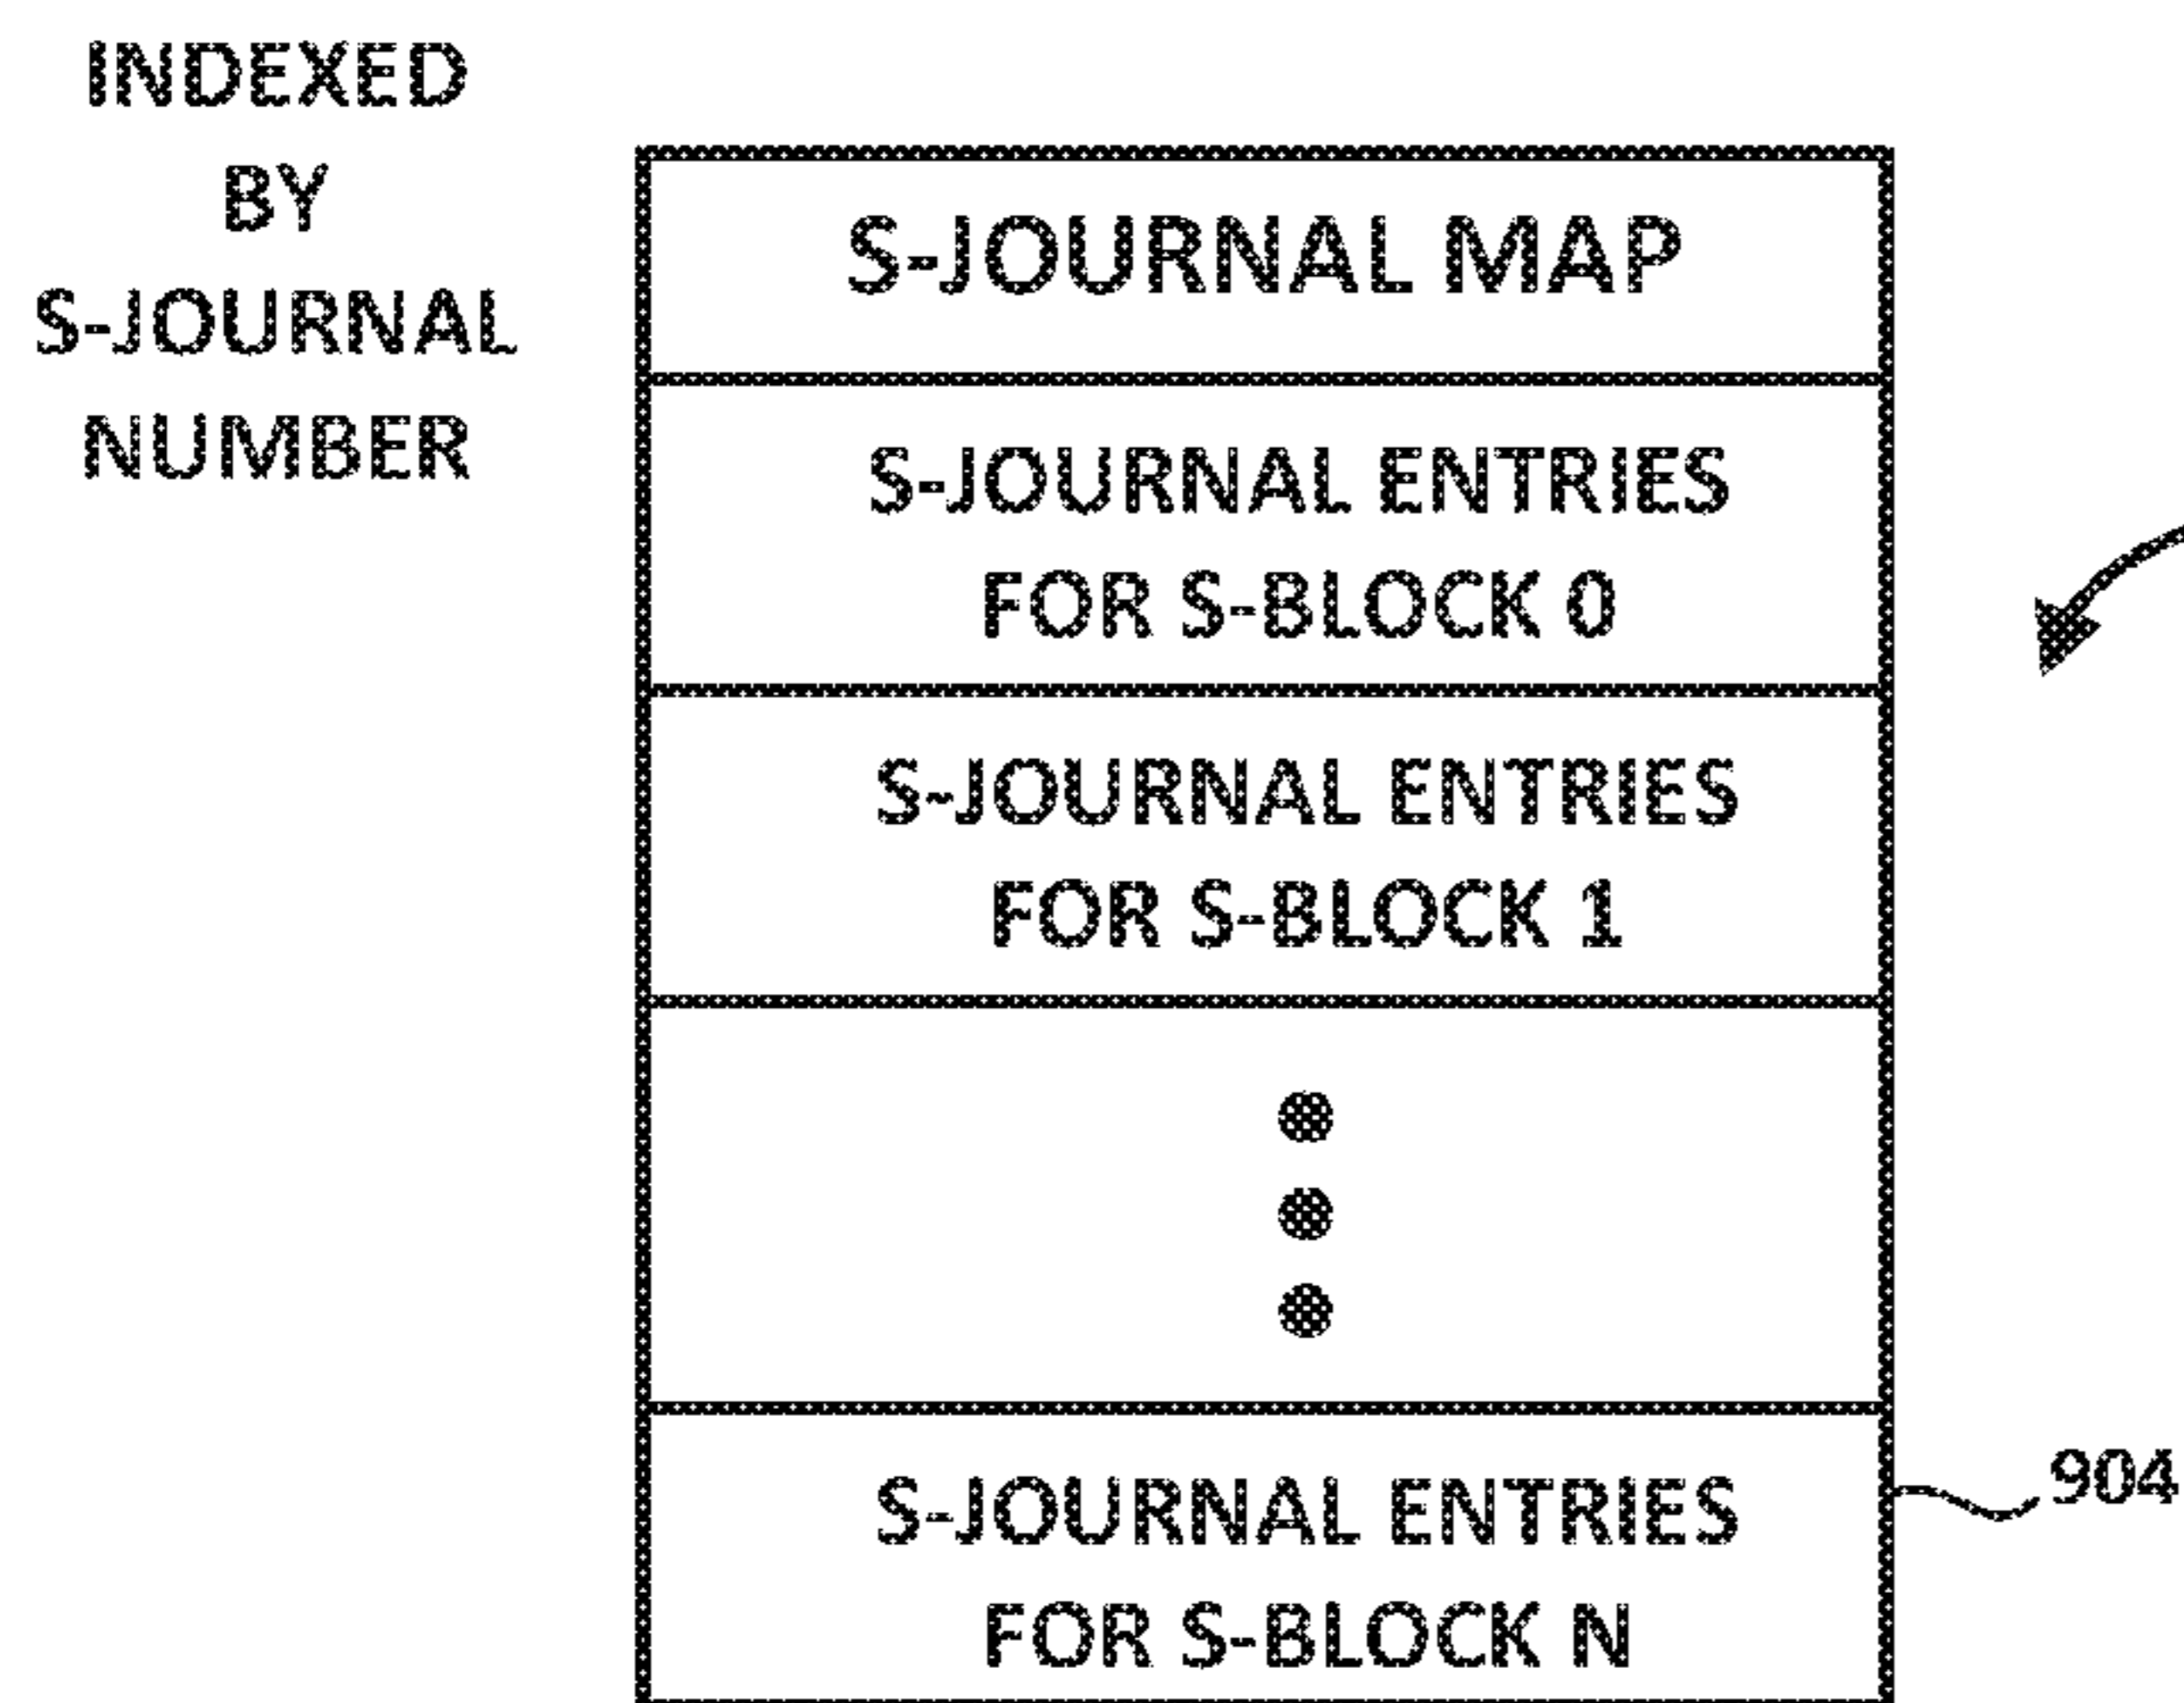 INDEXED
BY
S-JOURNAL
NUMBER
S-JOURNAL MAP
S-JOURNAL ENTRIES
FOR S-BLOCK 0
S-JOURNAL ENTRIES
FOR S-BLOCK 1
S-JOURNAL ENTRIES
FOR S-BLOCK N
904